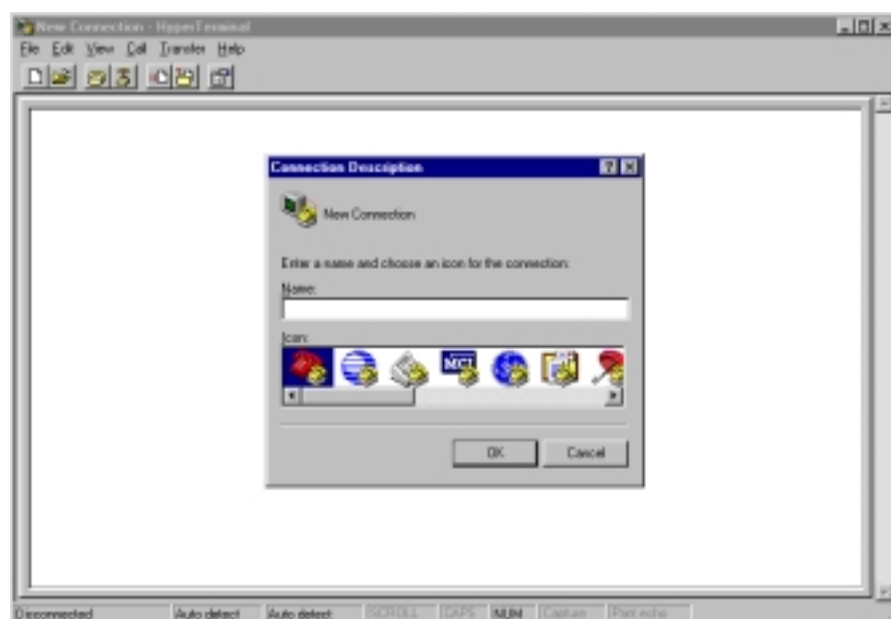 New Connection - HyperTerminal
File Edit View Call Transfer Help
Connection Description
New Connection
Enter a name and choose an icon for the connection:
Name:
Icon:
MCI
OK Cancel
Disconnected Auto detect Auto detect SCROLL CAPS NUM Capture Print echo